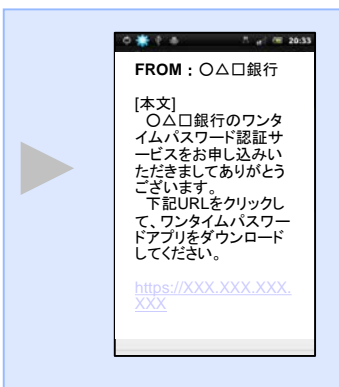 20:33
FROM：〇△□銀行
[本文]
　〇△□銀行のワンタ
イムパスワード認証サ
ービスをお申し込みい
ただきましてありがとう
ございます。
　下記URLをクリックし
て、ワンタイムパスワー
ドアプリをダウンロード
してください。
https://XXX.XXX.XXX.
XXX